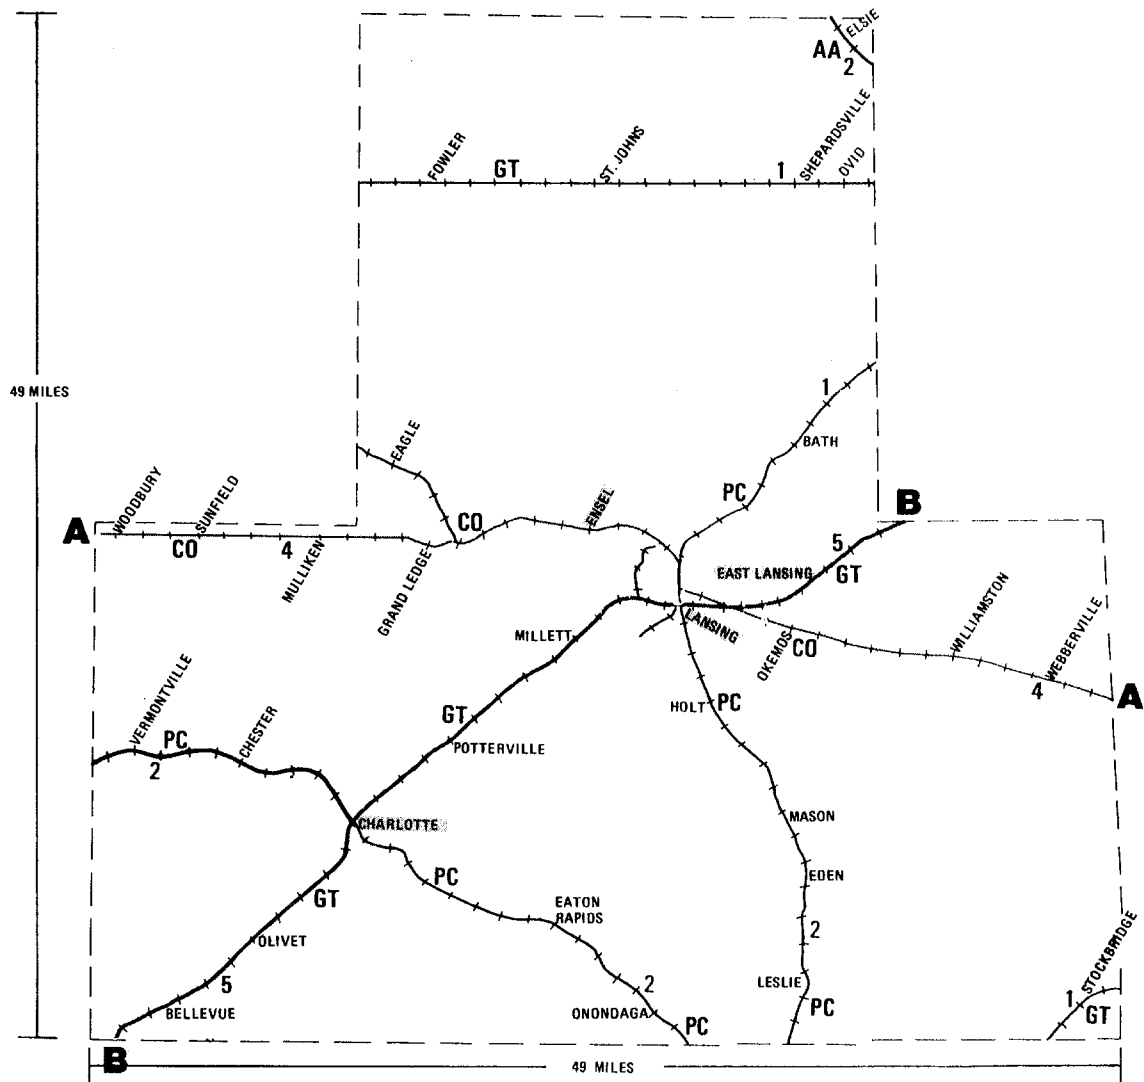 ELSIE
AA
2
FOWLER
GT
ST. JOHNS
1
SHEPARDSVILLE
OVID
49 MILES
1
BATH
EAGLE
PC
B
WOODBURY
SUNFIELD
ENSEL
A
CO
4
MULLIKEN
GRAND LEDGE
CO
5
EAST LANSING
GT
LANSING
MILLETT
OKEMOS
CO
WILLIAMSTON
WEBBERVILLE
4
A
VERMONTVILLE
PC
2
CHESTER
HOLT
PC
GT
POTTERVILLE
CHARLOTTE
MASON
EDEN
PC
GT
EATON
RAPIDS
2
OLIVET
5
BELLEVUE
2
ONONDAGA
PC
LESLIE
PC
STOCKBRIDGE
1
GT
B
49 MILES